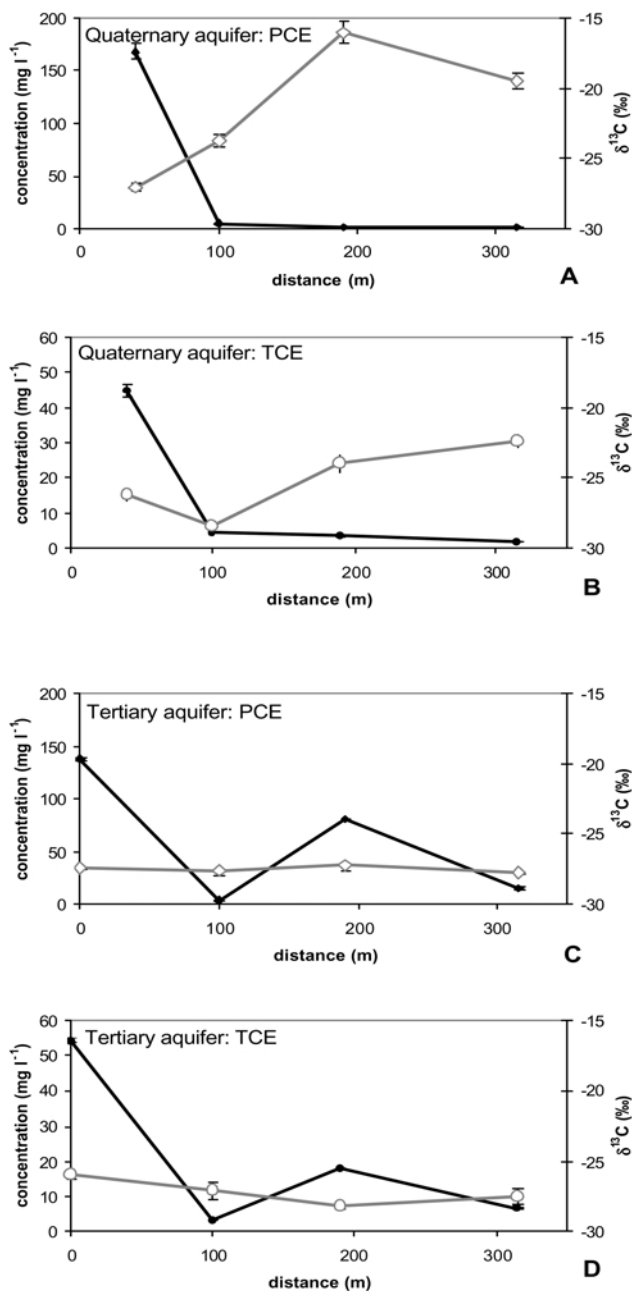 Quaternary aquifer: PCE
concentration (mg l⁻¹)
200
150
100
50
0
-15
-20
-25
-30
δ¹³C (‰)
0 100 200 300
distance (m)
A
Quaternary aquifer: TCE
concentration (mg l⁻¹)
60
50
40
30
20
10
0
-15
-20
-25
-30
δ¹³C (‰)
0 100 200 300
distance (m)
B
Tertiary aquifer: PCE
concentration (mg l⁻¹)
200
150
100
50
0
-15
-20
-25
-30
δ¹³C (‰)
0 100 200 300
distance (m)
C
Tertiary aquifer: TCE
concentration (mg l⁻¹)
60
50
40
30
20
10
0
-15
-20
-25
-30
δ¹³C (‰)
0 100 200 300
distance (m)
D